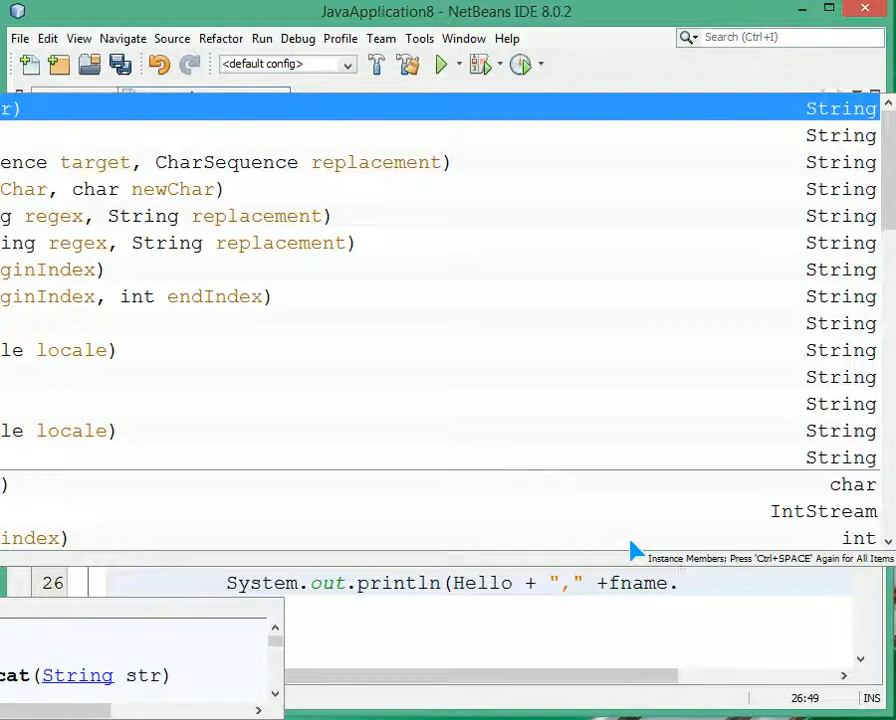 JavaApplication8 - NetBeans IDE 8.0.2
File Edit View Navigate Source Refactor Run Debug Profile Team Tools Window Help
Search (Ctrl+I)
<default config>
r) String
String
ence target, CharSequence replacement) String
Char, char newChar) String
g regex, String replacement) String
ing regex, String replacement) String
ginIndex) String
ginIndex, int endIndex) String
String
le locale) String
String
String
le locale) String
String
) char
IntStream
index) int
Instance Members; Press 'Ctrl+SPACE' Again for All Items
26 System.out.println(Hello + "," +fname.
cat(String str)
26:49 INS